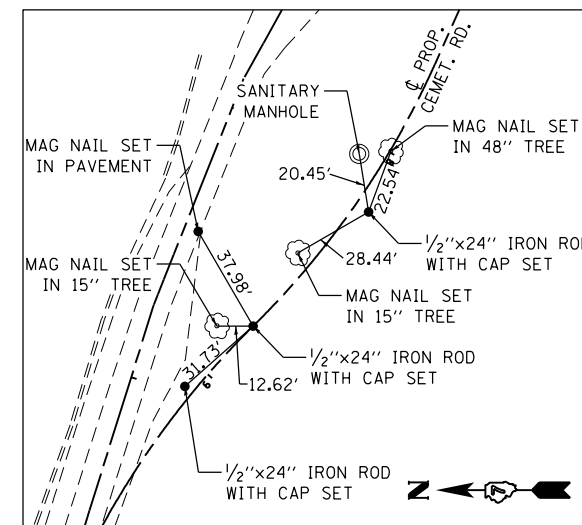 ℄ PROP.
CEMET. RD.
SANITARY
MANHOLE
MAG NAIL SET
IN PAVEMENT
MAG NAIL SET
IN 48" TREE
20.45'
22.54'
½"x24" IRON ROD
WITH CAP SET
28.44'
37.98'
MAG NAIL SET
IN 15" TREE
MAG NAIL SET
IN 15" TREE
31.73'
6'
12.62'
½"x24" IRON ROD
WITH CAP SET
½"x24" IRON ROD
WITH CAP SET
N